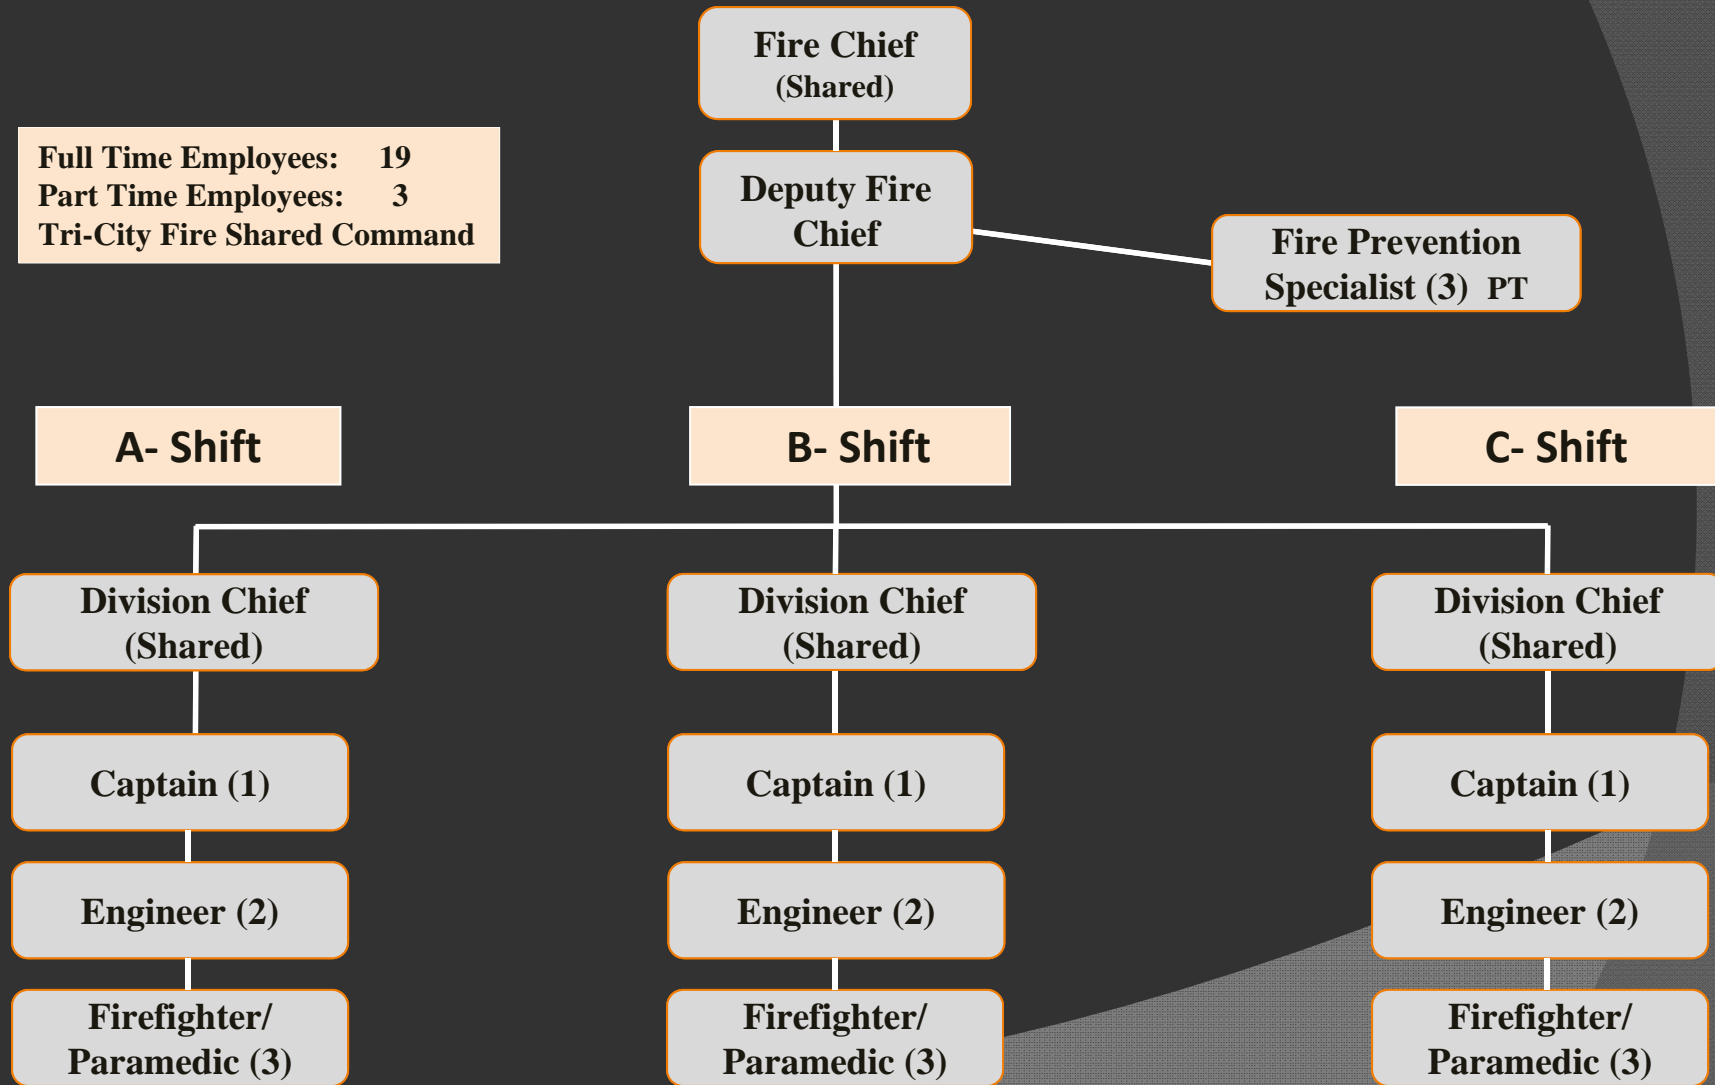 Fire Chief
(Shared)
Full Time Employees: 19
Part Time Employees: 3
Tri-City Fire Shared Command
Deputy Fire
Chief
Fire Prevention
Specialist (3) PT
A- Shift
B- Shift
C- Shift
Division Chief
(Shared)
Division Chief
(Shared)
Division Chief
(Shared)
Captain (1)
Captain (1)
Captain (1)
Engineer (2)
Engineer (2)
Engineer (2)
Firefighter/
Paramedic (3)
Firefighter/
Paramedic (3)
Firefighter/
Paramedic (3)